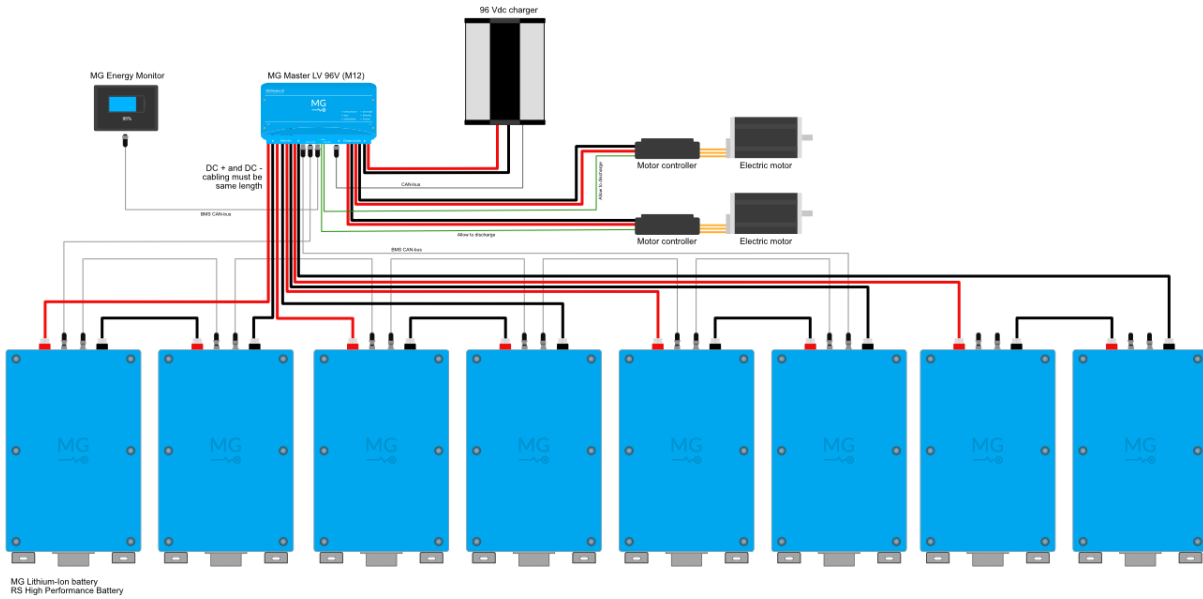 96 Vdc charger
MG Energy Monitor
MG Master LV 96V (M12)
MG
85%
DC + and DC -
cabling must be
same length
Motor controller
Electric motor
CAN-bus
Allow to discharge
BMS CAN-bus
Motor controller
Electric motor
Allow to discharge
BMS CAN-bus
MG
MG
MG
MG
MG
MG
MG
MG
MG Lithium-Ion battery
RS High Performance Battery